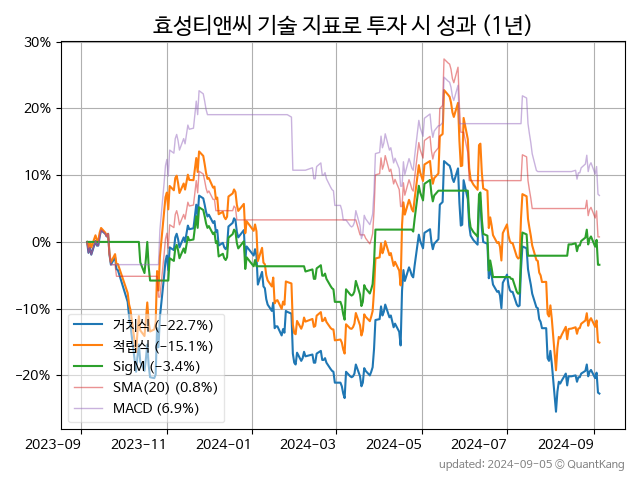 효성티앤씨 기술 지표로 투자 시 성과 (1년)
30%
20%
10%
0%
−10%
−20%
거치식 (−22.7%)
적립식 (−15.1%)
SigM (−3.4%)
SMA(20) (0.8%)
MACD (6.9%)
2023-09 2023-11 2024-01 2024-03 2024-05 2024-07 2024-09
updated: 2024-09-05 © QuantKang